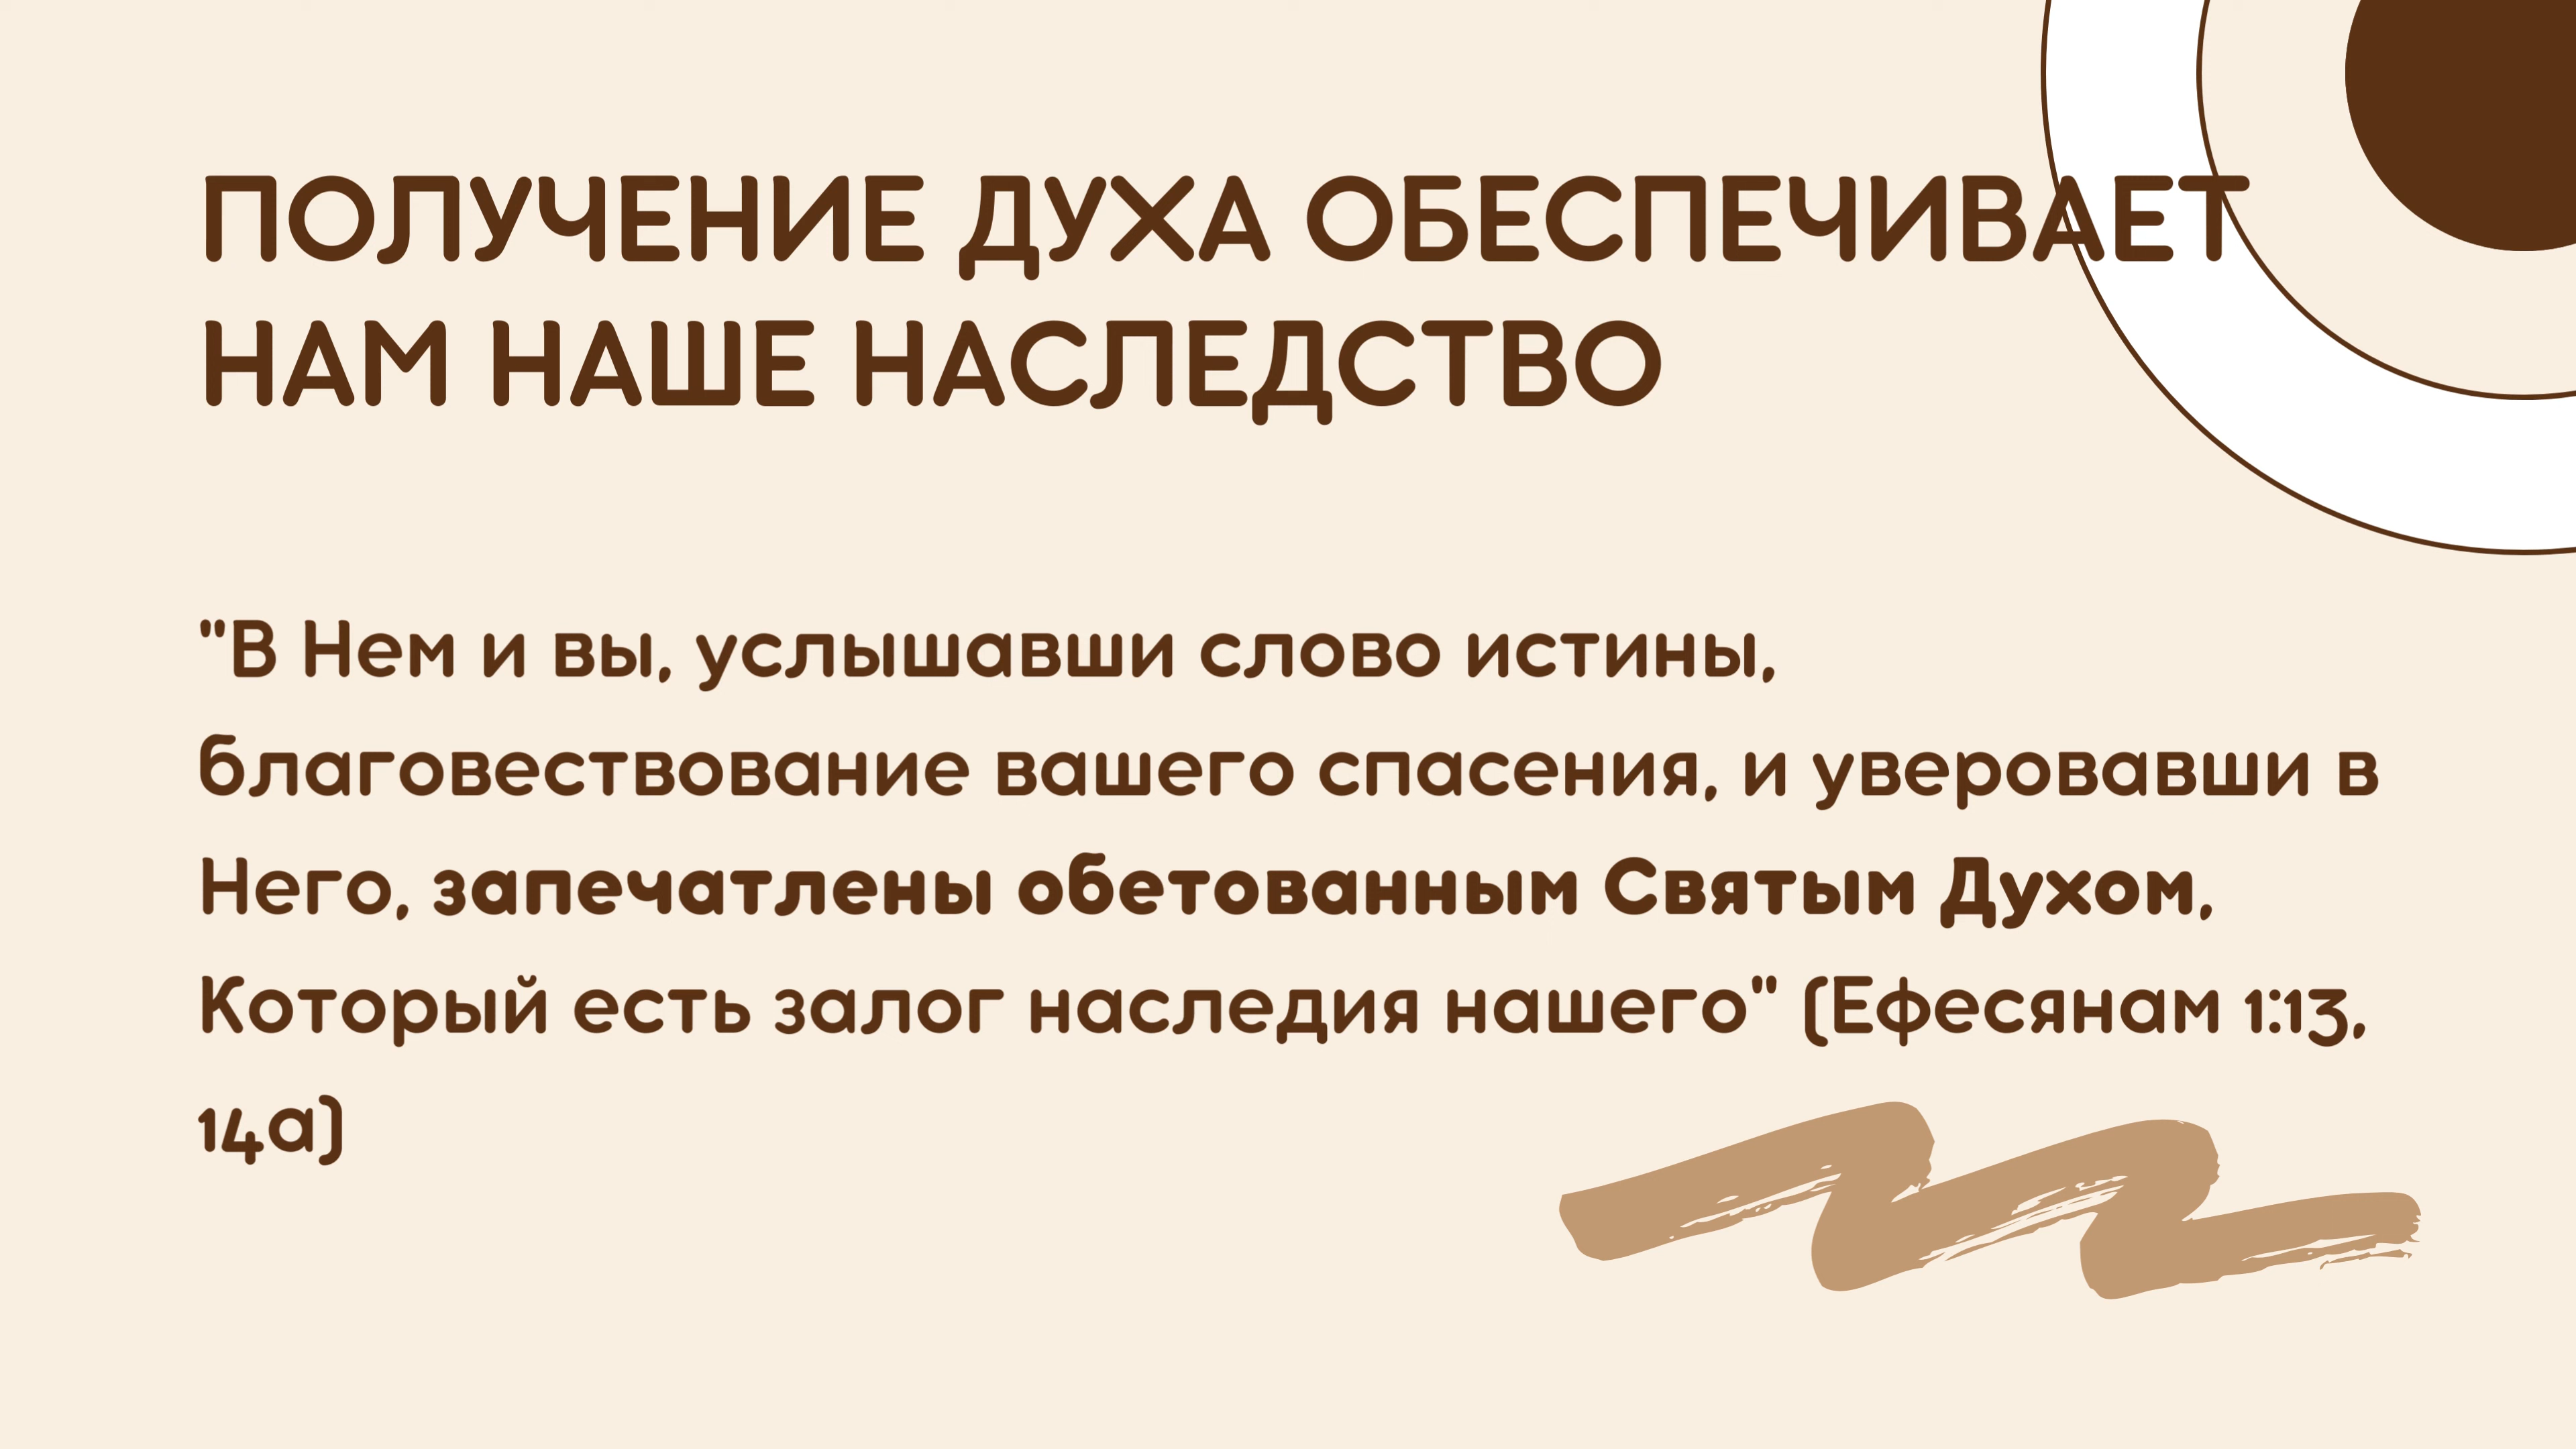 ПОЛУЧЕНИЕ ДУХА ОБЕСПЕЧИВАЕТ
НАМ НАШЕ НАСЛЕДСТВО
"В Нем и вы, услышавши слово истины,
благовествование вашего спасения, и уверовавши в
Него, запечатлены обетованным Святым Духом,
Который есть залог наследия нашего" (Ефесянам 1:13,
14а)